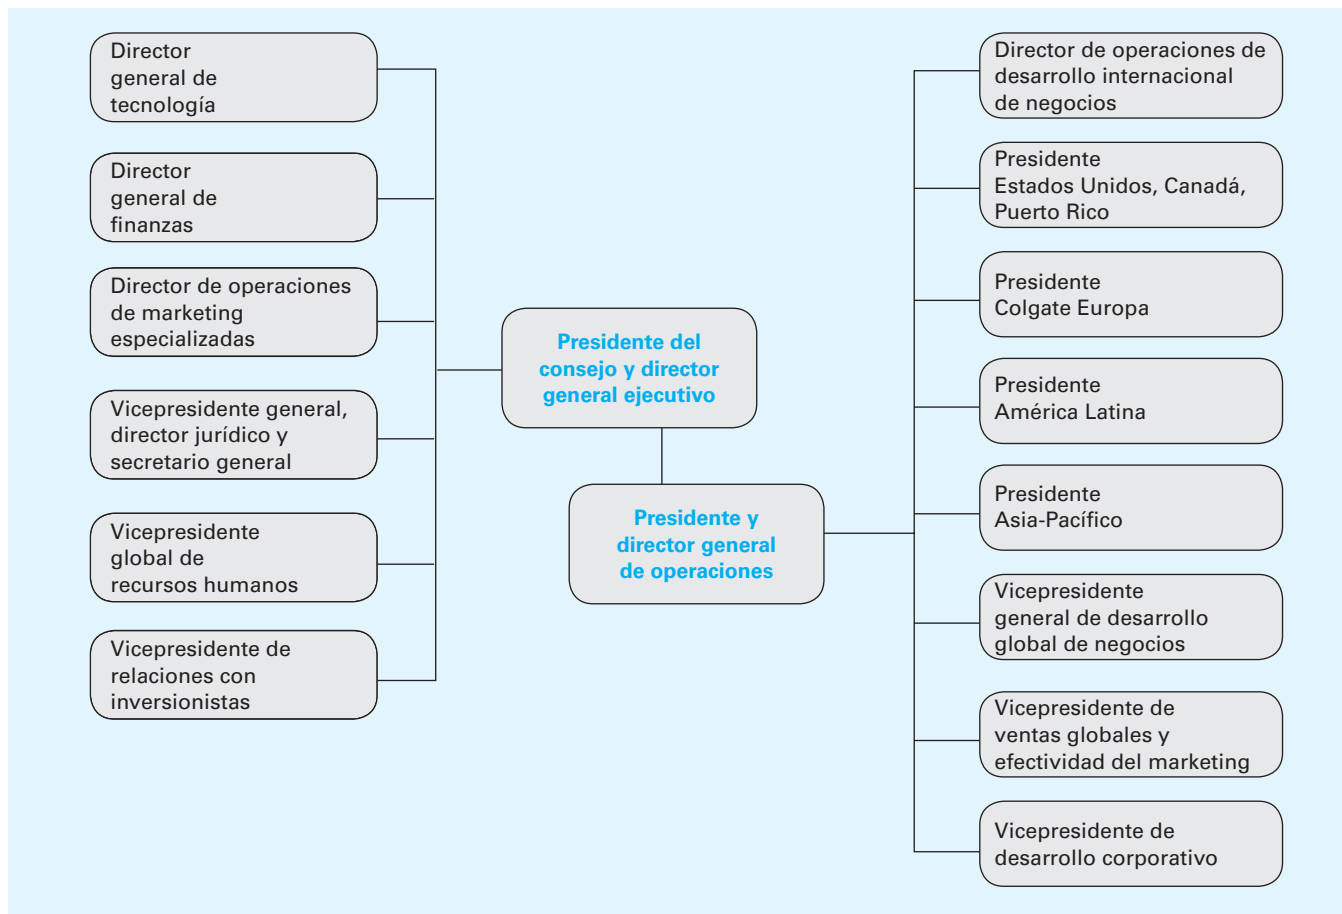 Director
general de
tecnología
Director
general de
finanzas
Director de operaciones
de marketing
especializadas
Vicepresidente general,
director jurídico y
secretario general
Vicepresidente
global de
recursos humanos
Vicepresidente de
relaciones con
inversionistas
Presidente del
consejo y director
general ejecutivo
Presidente y
director general
de operaciones
Director de operaciones de
desarrollo internacional
de negocios
Presidente
Estados Unidos, Canadá,
Puerto Rico
Presidente
Colgate Europa
Presidente
América Latina
Presidente
Asia-Pacífico
Vicepresidente
general de desarrollo
global de negocios
Vicepresidente de
ventas globales y
efectividad del marketing
Vicepresidente de
desarrollo corporativo